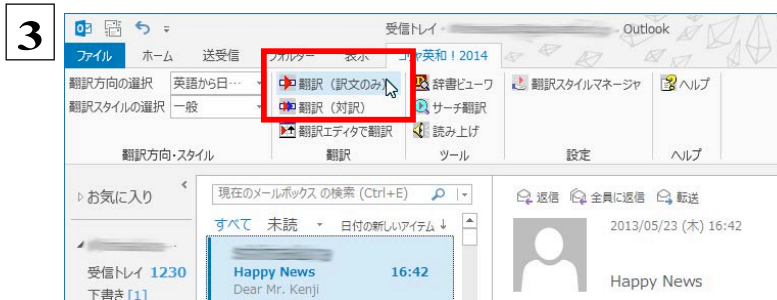 3
受信トレイ - - Outlook
ファイル ホーム 送受信 フォルダー 表示 コリャ英和！2014
翻訳方向の選択 英語から日… 翻訳（訳文のみ） 辞書ビューワ 翻訳スタイルマネージャ ヘルプ
翻訳スタイルの選択 一般 翻訳（対訳） サーチ翻訳
翻訳エディタで翻訳 読み上げ
翻訳方向・スタイル 翻訳 ツール 設定 ヘルプ
お気に入り 現在のメールボックス の検索 (Ctrl+E) 返信 全員に返信 転送
すべて 未読 日付の新しいアイテム↓ 2013/05/23 (木) 16:42
受信トレイ 1230 Happy News 16:42
下書き [1] Dear Mr. Kenji Happy News